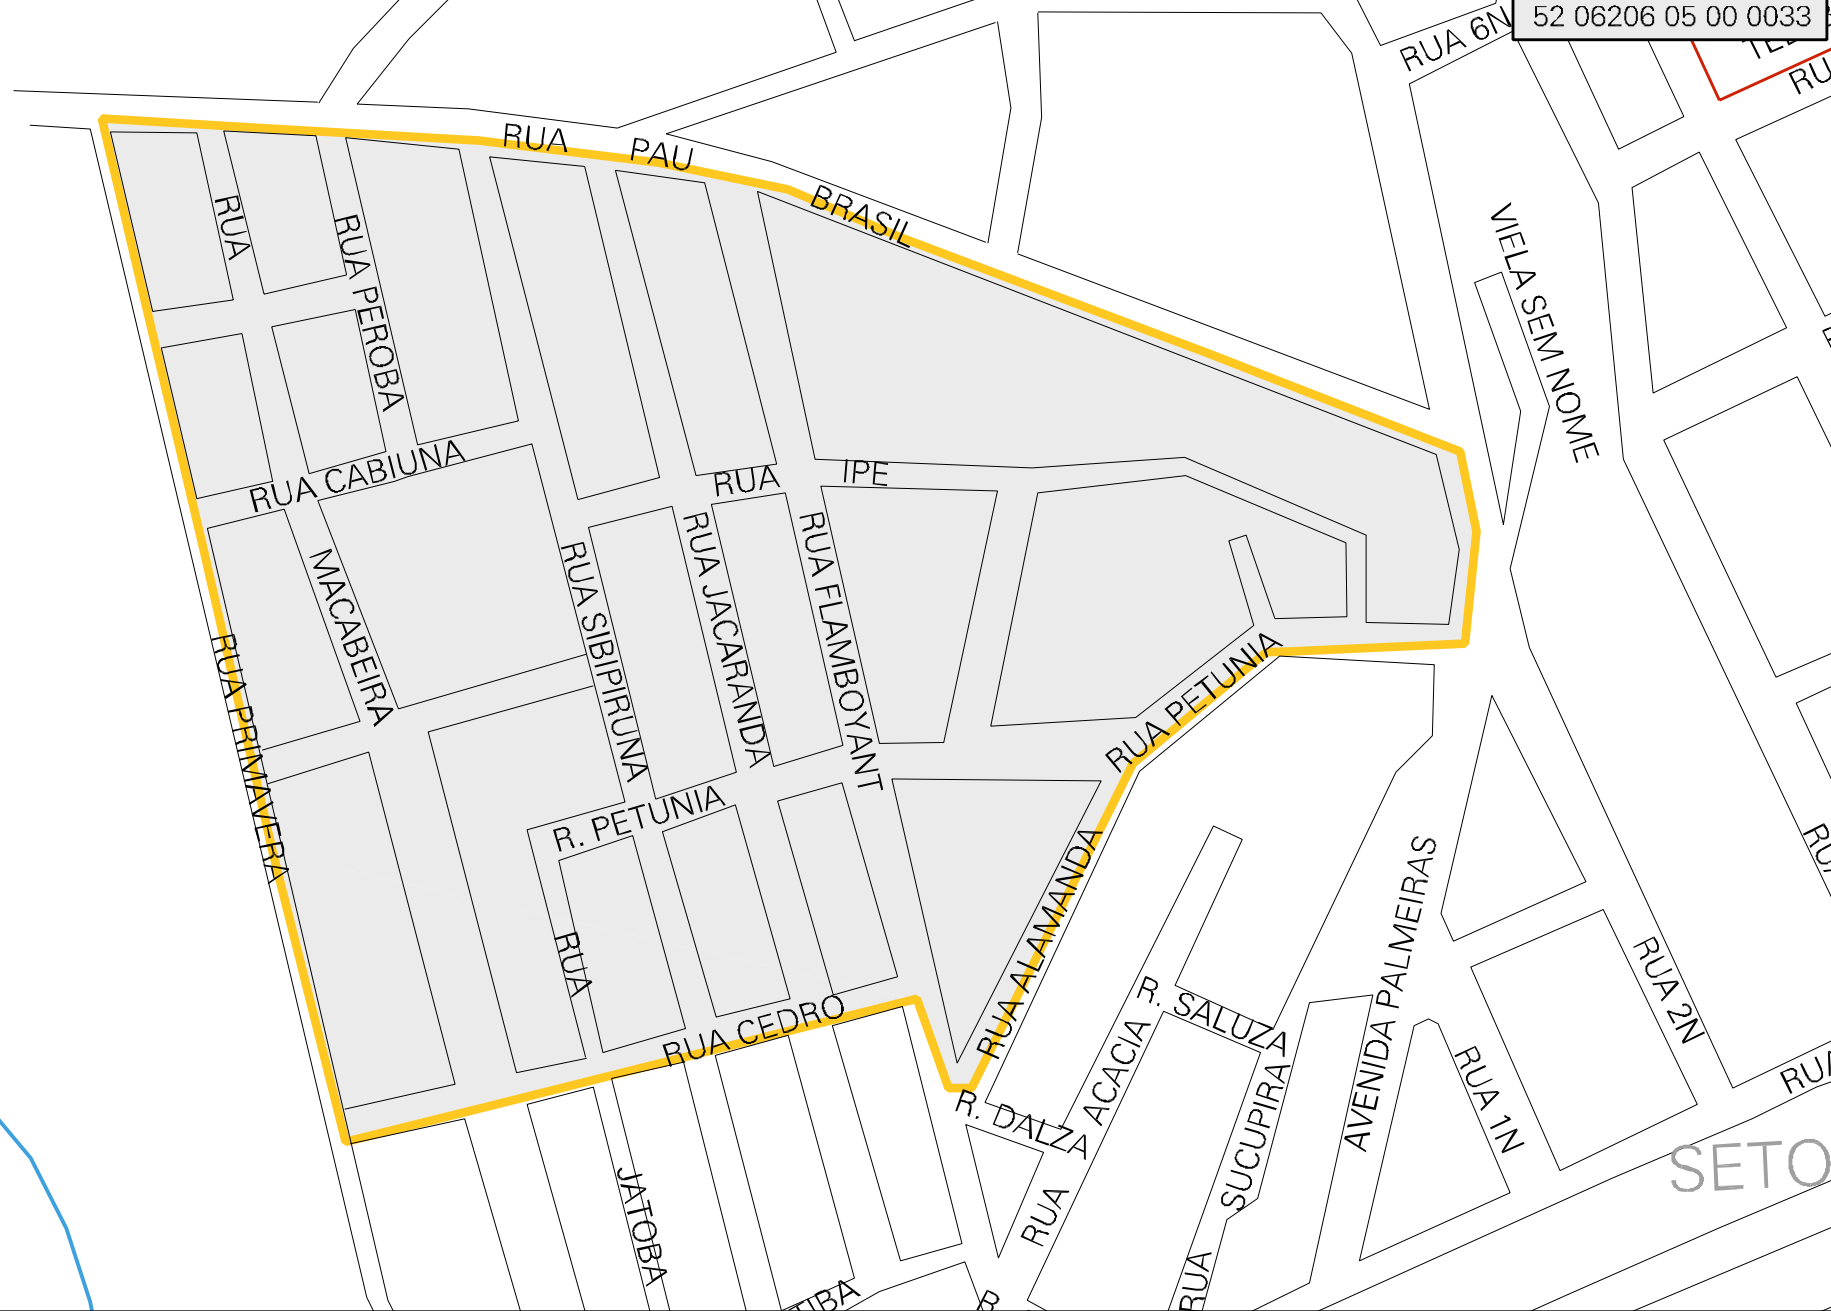 52 06206 05 00 0033
RUA 6N
RUA PAU BRASIL
RUA
RUA PEROBA
VIELA SEM NOME
RUA CABIUNA
RUA IPE
MACABEIRA
RUA SIBIPIRUNA
RUA JACARANDA
RUA FLAMBOYANT
RUA PRIMAVERA
RUA PETUNIA
R. PETUNIA
RUA ALAMANDA
AVENIDA PALMEIRAS
RUA
JATOBA
RUA CEDRO
R. SALUZA
R. DALZA
RUA ACACIA
RUA SUCUPIRA
RUA 1N
RUA 2N
RUA
SETO